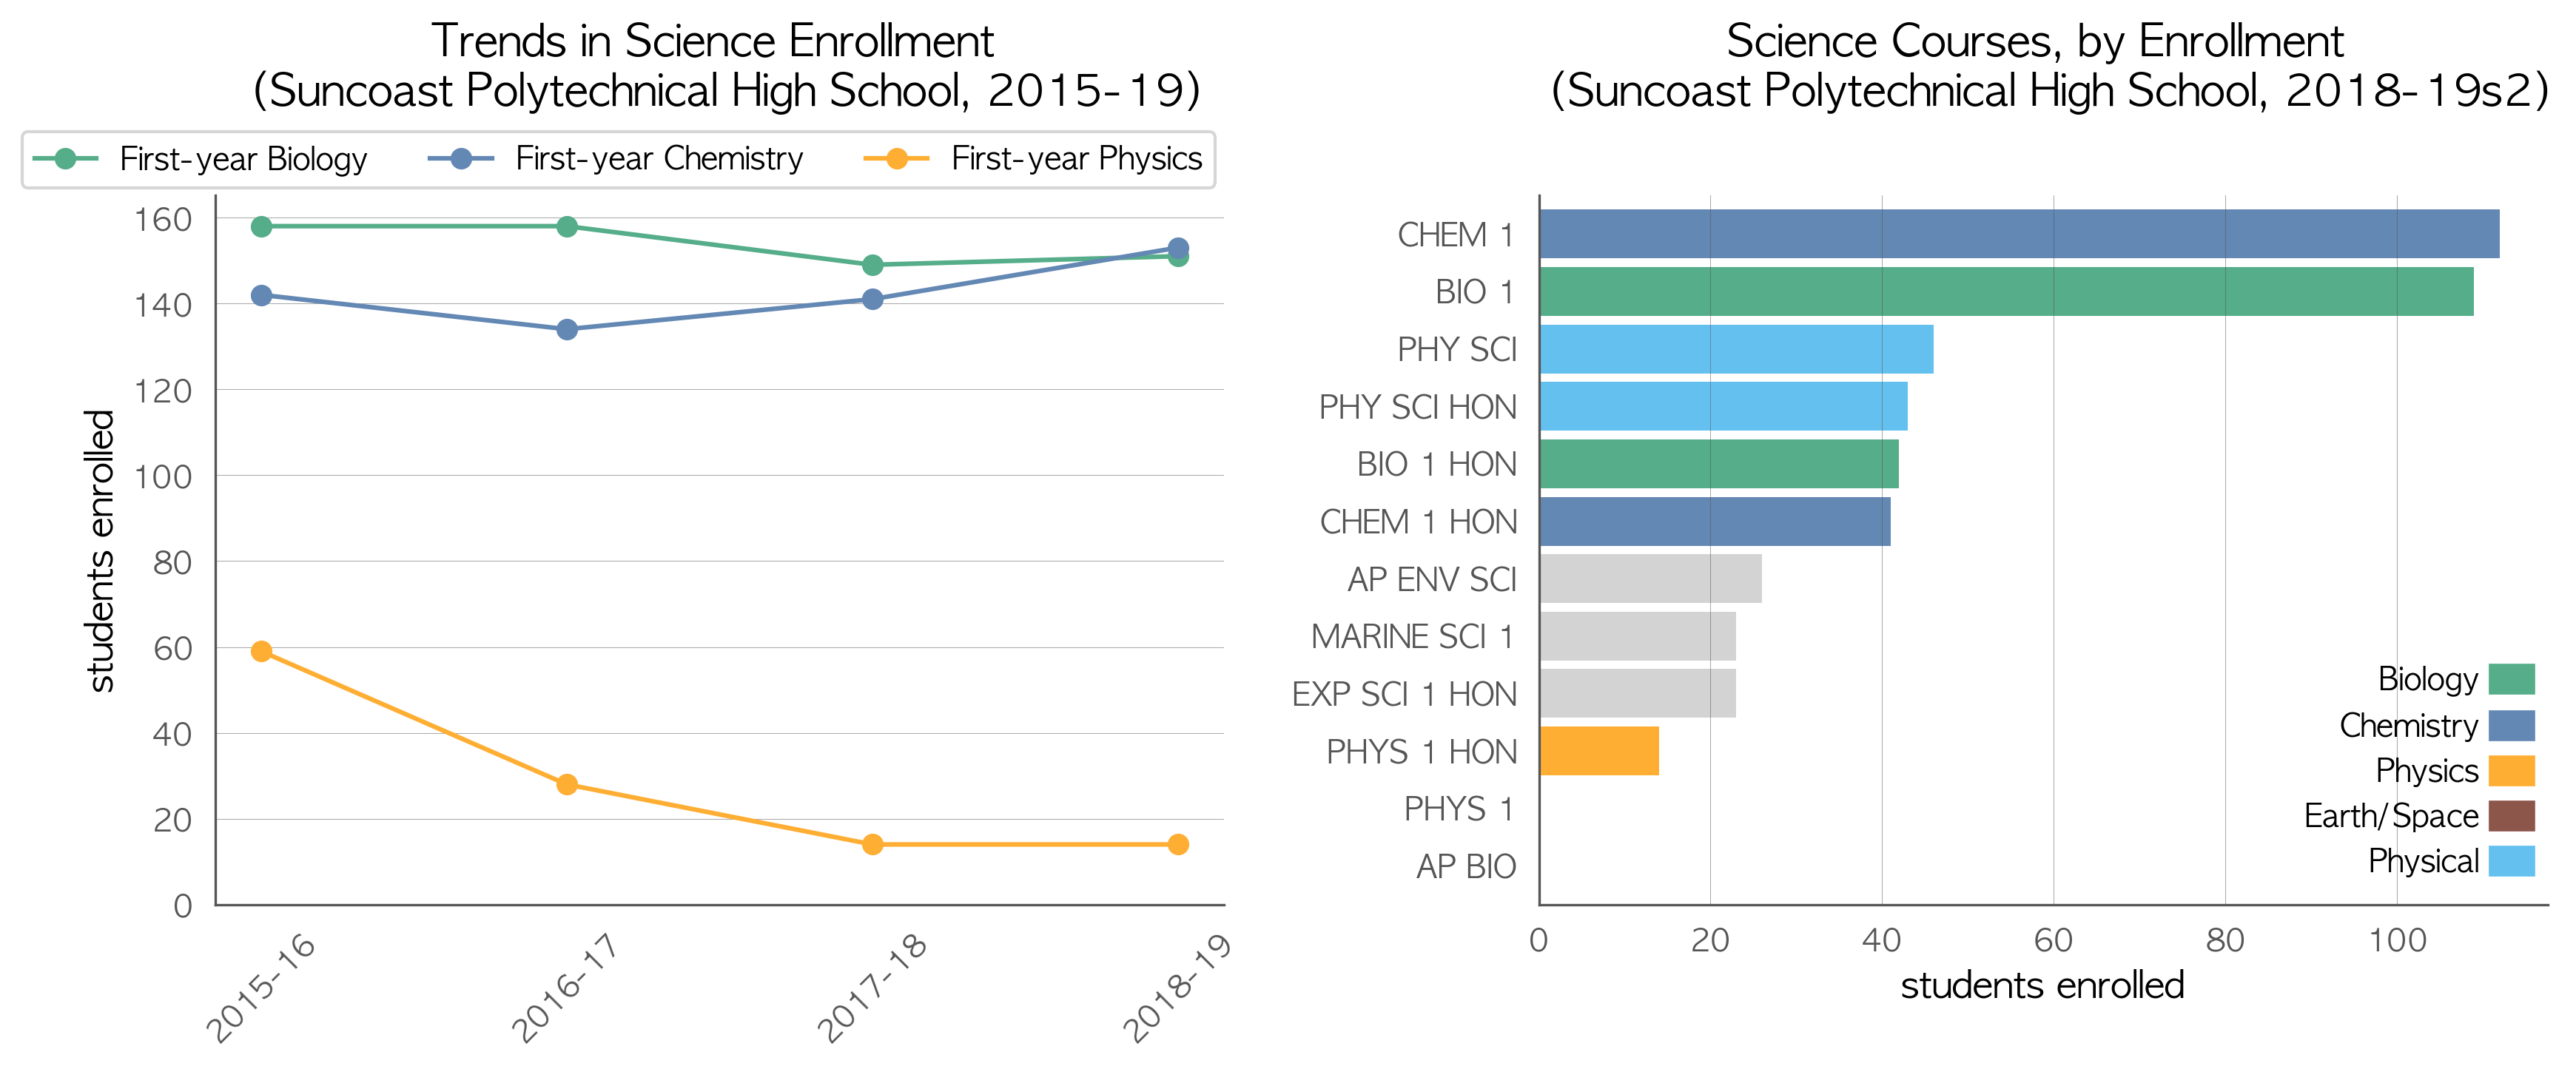 Trends in Science Enrollment
(Suncoast Polytechnical High School, 2015-19)
First-year Biology
First-year Chemistry
First-year Physics
160
140
120
100
80
60
40
20
0
students enrolled
2015-16
2016-17
2017-18
2018-19
Science Courses, by Enrollment
(Suncoast Polytechnical High School, 2018-19s2)
CHEM 1
BIO 1
PHY SCI
PHY SCI HON
BIO 1 HON
CHEM 1 HON
AP ENV SCI
MARINE SCI 1
EXP SCI 1 HON
PHYS 1 HON
PHYS 1
AP BIO
Biology
Chemistry
Physics
Earth/Space
Physical
0
20
40
60
80
100
students enrolled